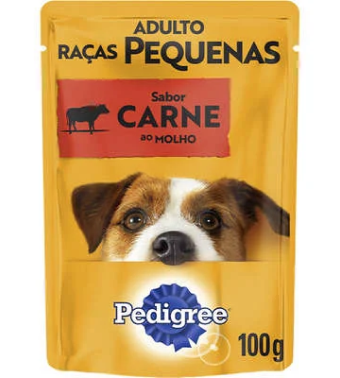 ADULTO
RAÇAS PEQUENAS
Sabor
CARNE
ao MOLHO
Pedigree
100g